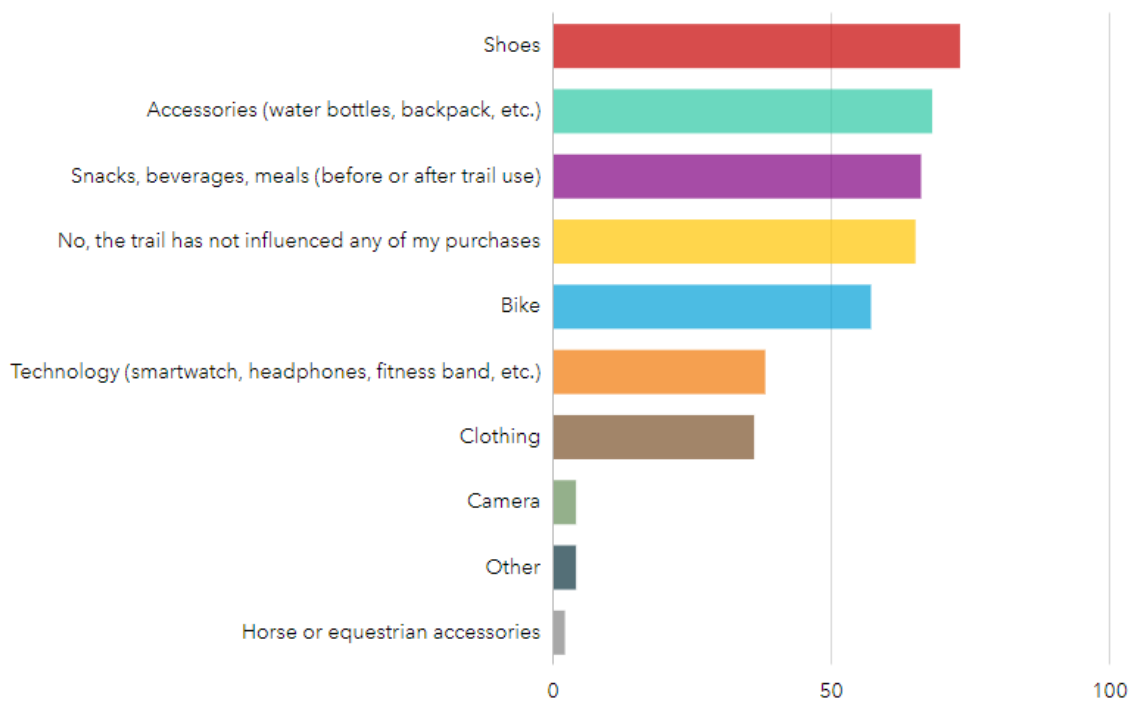 Shoes
Accessories (water bottles, backpack, etc.)
Snacks, beverages, meals (before or after trail use)
No, the trail has not influenced any of my purchases
Bike
Technology (smartwatch, headphones, fitness band, etc.)
Clothing
Camera
Other
Horse or equestrian accessories
0 50 100